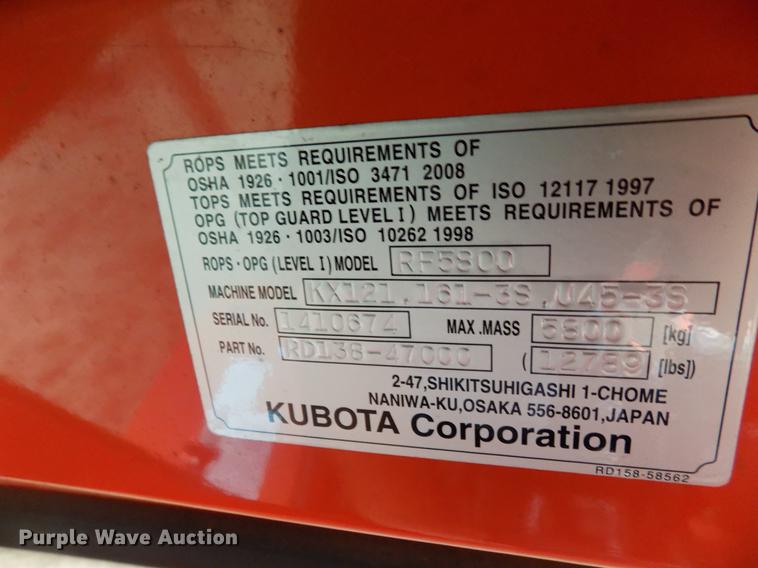 ROPS MEETS REQUIREMENTS OF
OSHA 1926・1001/ISO 3471 2008
TOPS MEETS REQUIREMENTS OF ISO 12117 1997
OPG (TOP GUARD LEVEL I) MEETS REQUIREMENTS OF
OSHA 1926・1003/ISO 10262 1998
ROPS・OPG (LEVEL I) MODEL RF5800
MACHINE MODEL KX121,161-3S,U45-3S
SERIAL No. 1410674 MAX.MASS 5800 [kg]
PART No. RD138-47000 (12789 [lbs])
2-47,SHIKITSUHIGASHI 1-CHOME
NANIWA-KU,OSAKA 556-8601,JAPAN
KUBOTA Corporation
RD158-58562
Purple Wave Auction